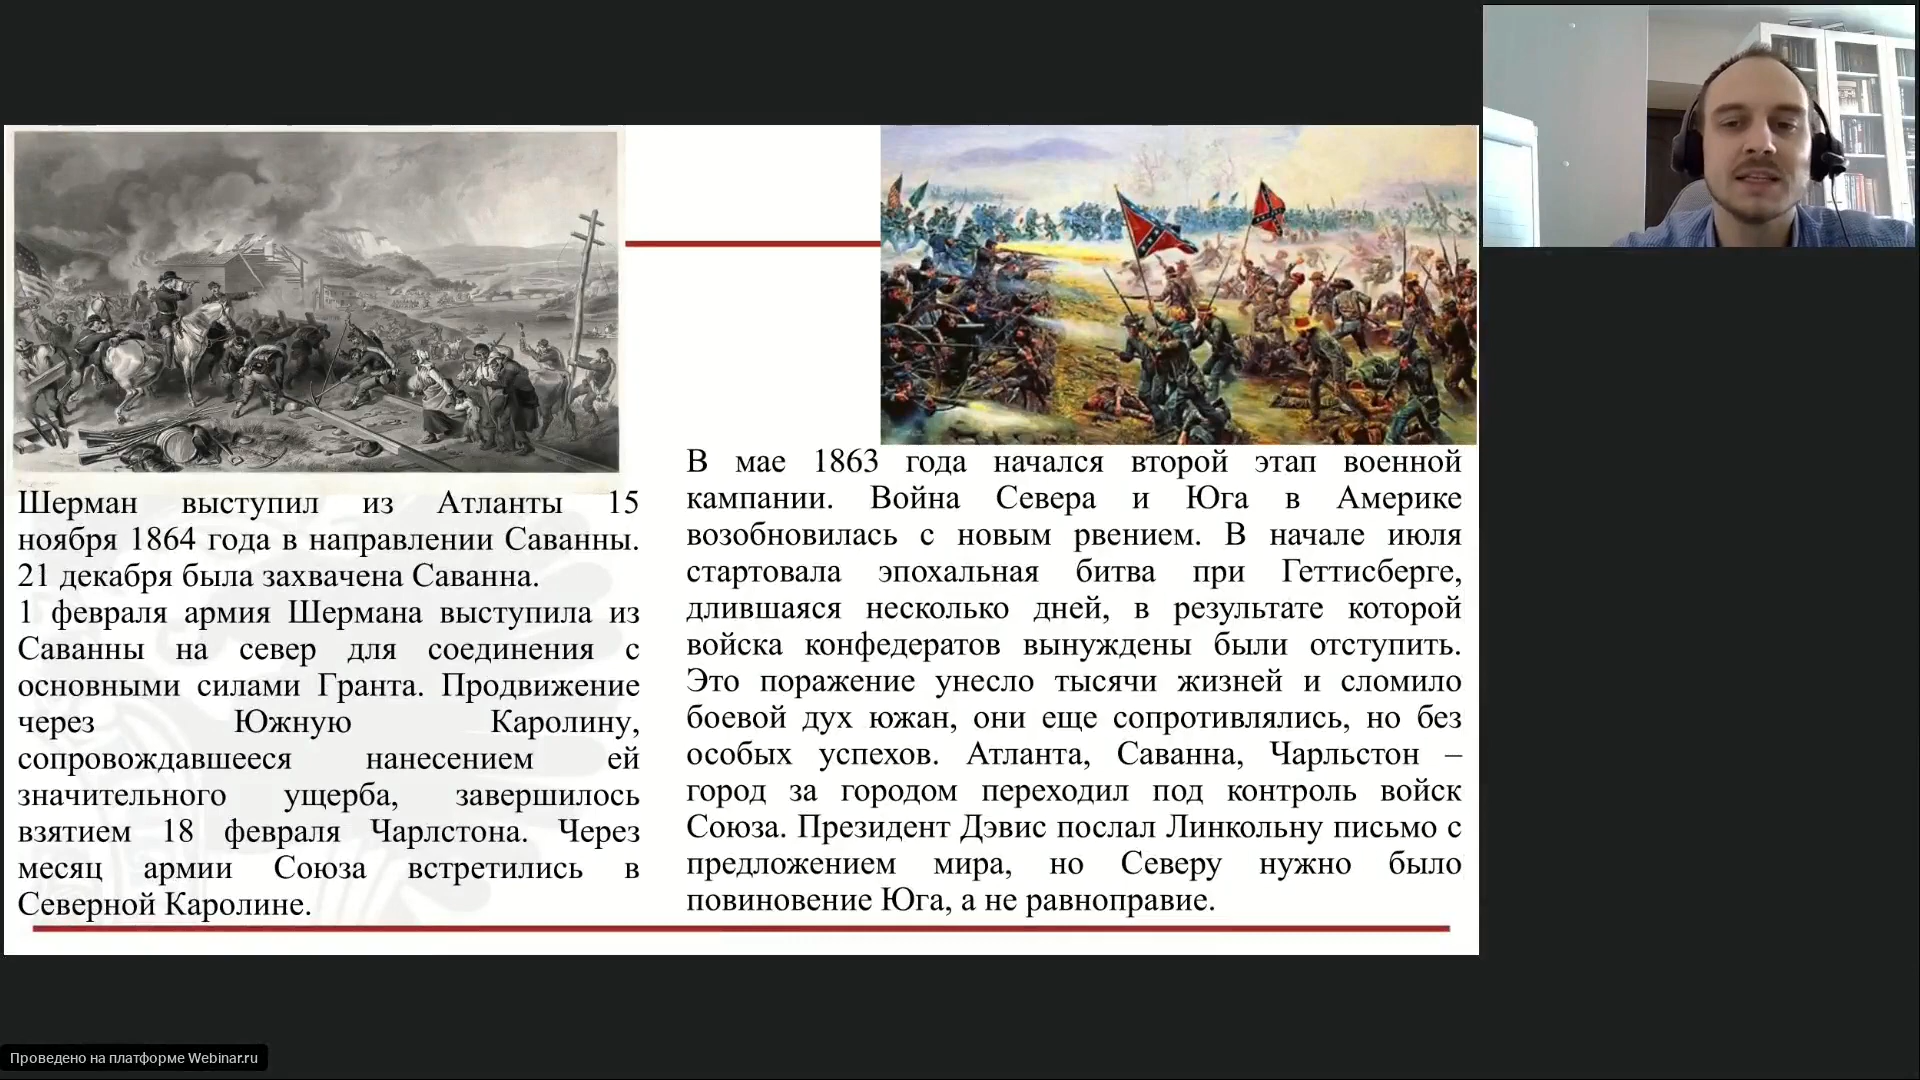 Шерман выступил из Атланты 15
ноября 1864 года в направлении Саванны.
21 декабря была захвачена Саванна.
1 февраля армия Шермана выступила из
Саванны на север для соединения с
основными силами Гранта. Продвижение
через Южную Каролину,
сопровождавшееся нанесением ей
значительного ущерба, завершилось
взятием 18 февраля Чарлстона. Через
месяц армии Союза встретились в
Северной Каролине.
В мае 1863 года начался второй этап военной
кампании. Война Севера и Юга в Америке
возобновилась с новым рвением. В начале июля
стартовала эпохальная битва при Геттисберге,
длившаяся несколько дней, в результате которой
войска конфедератов вынуждены были отступить.
Это поражение унесло тысячи жизней и сломило
боевой дух южан, они еще сопротивлялись, но без
особых успехов. Атланта, Саванна, Чарльстон –
город за городом переходил под контроль войск
Союза. Президент Дэвис послал Линкольну письмо с
предложением мира, но Северу нужно было
повиновение Юга, а не равноправие.
Проведено на платформе Webinar.ru